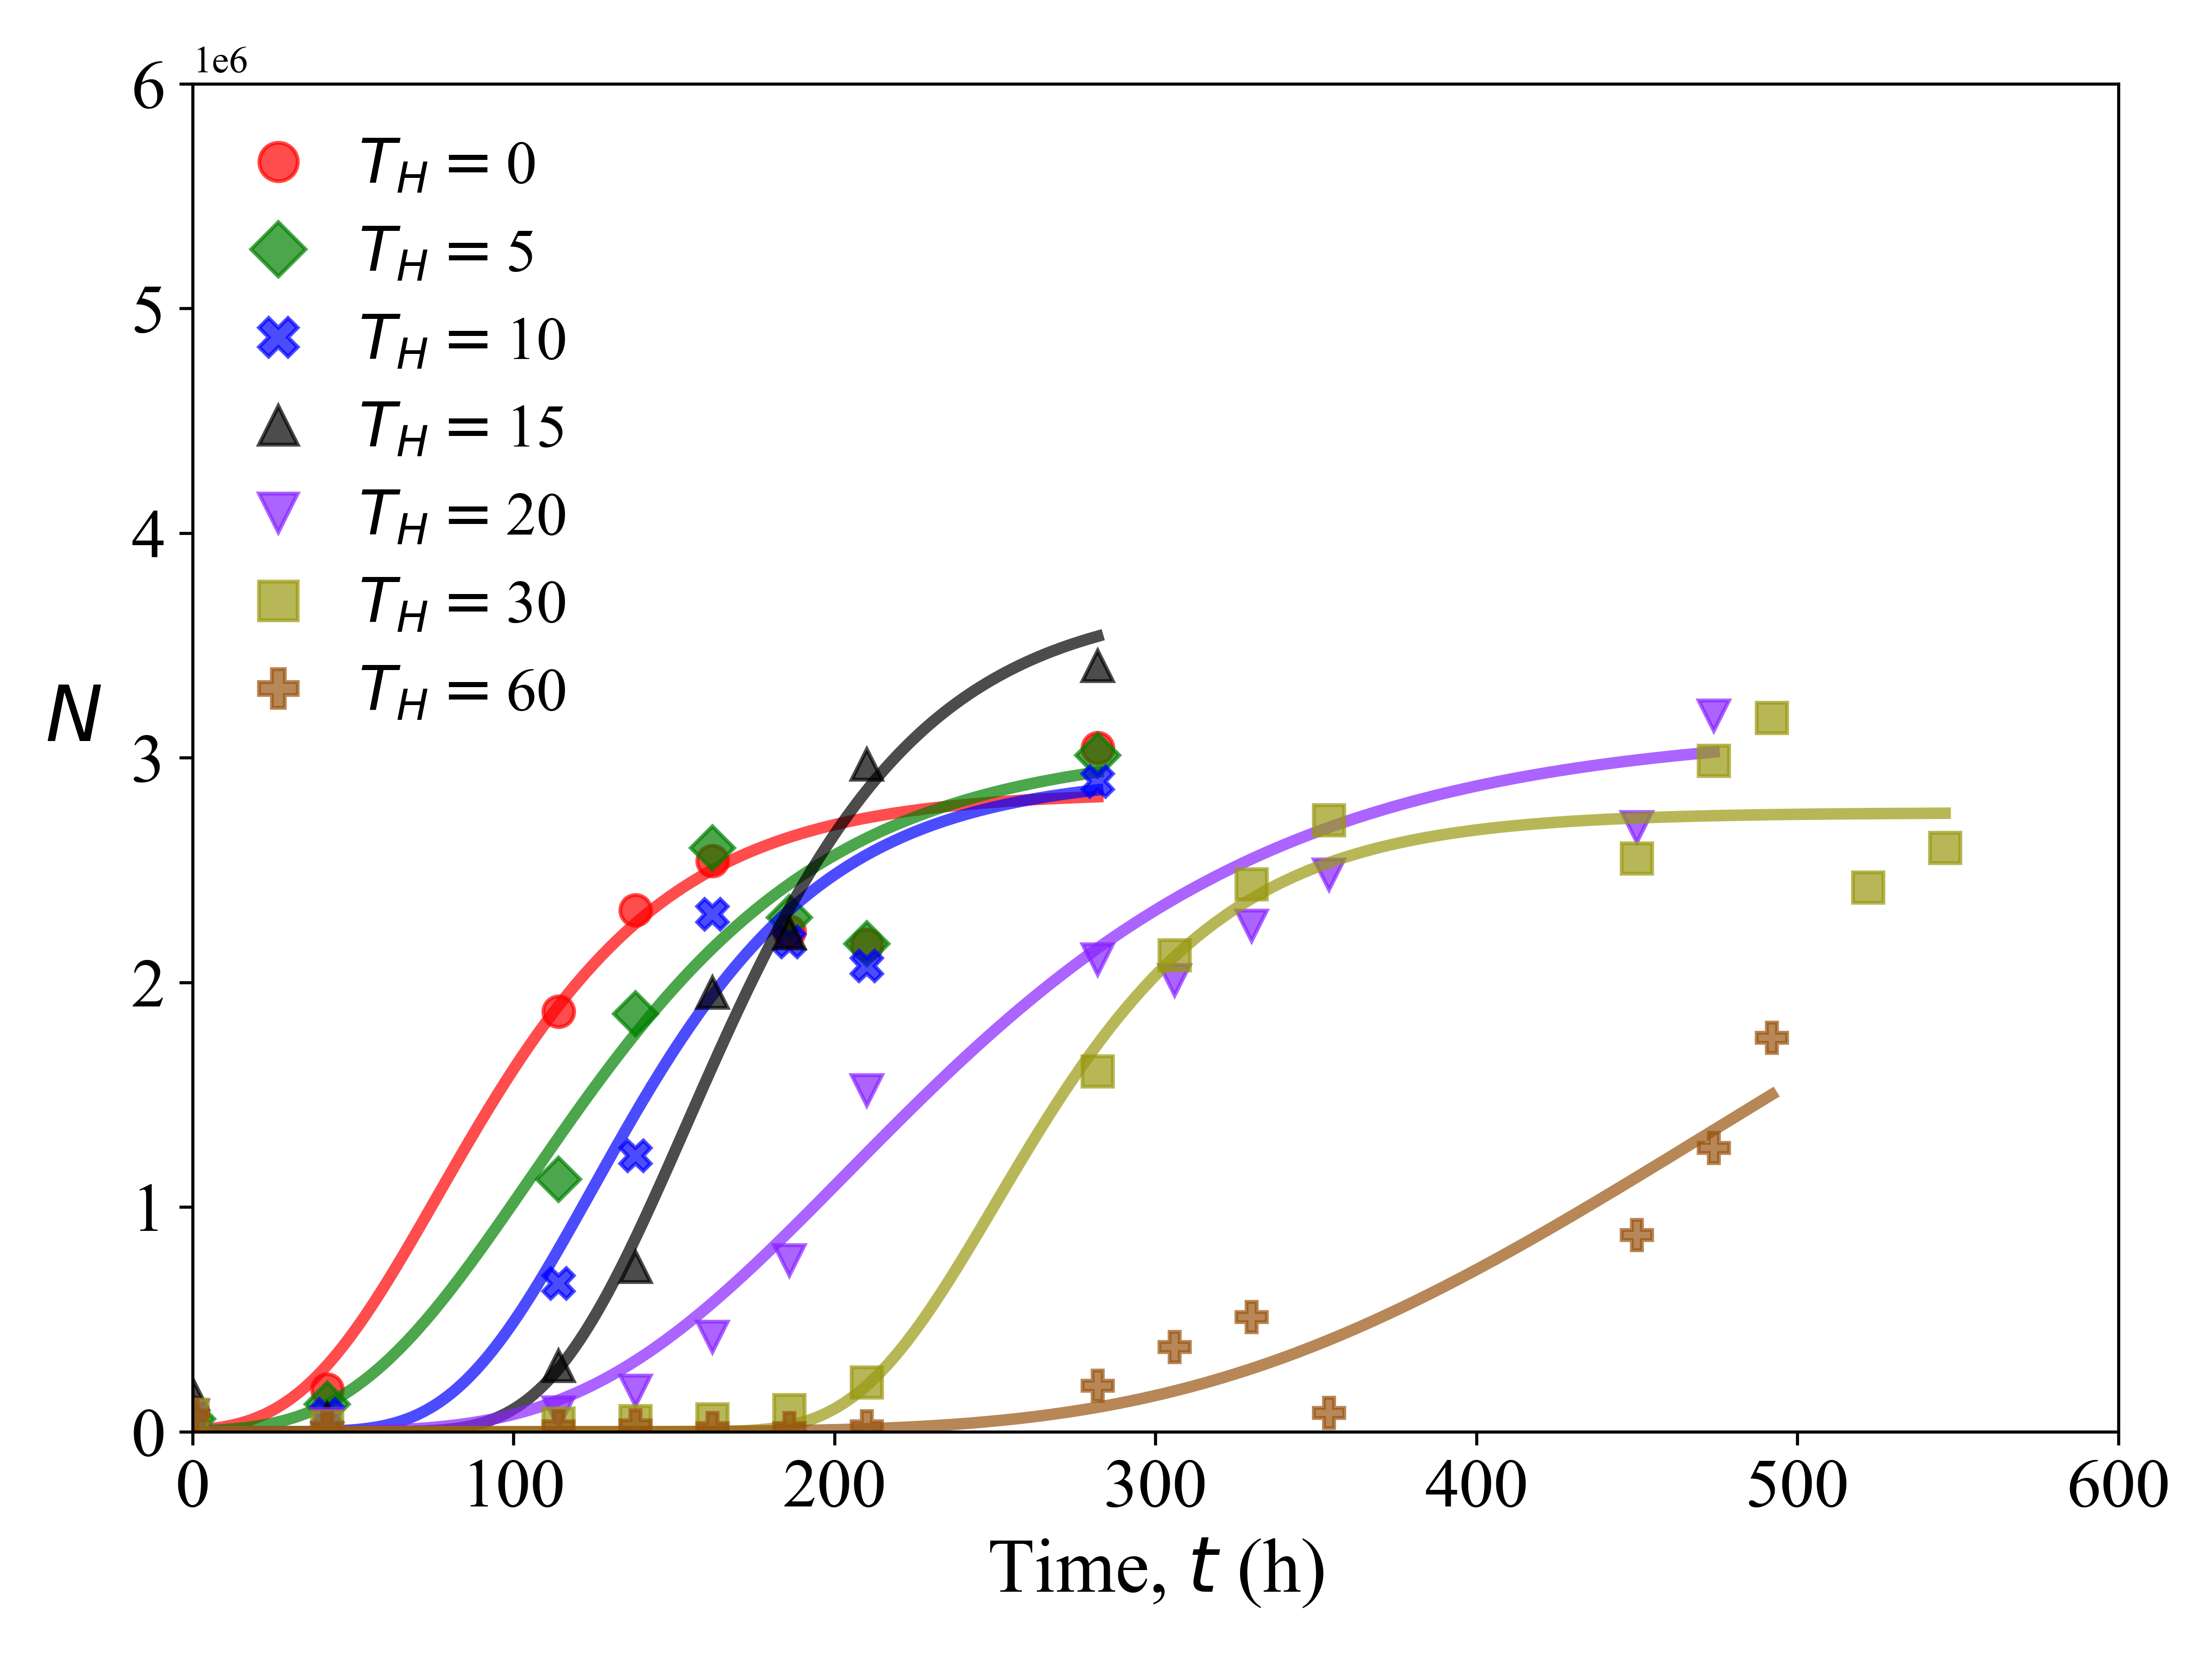 1e6
6
5
4
3
2
1
0
N
T_H = 0
T_H = 5
T_H = 10
T_H = 15
T_H = 20
T_H = 30
T_H = 60
0 100 200 300 400 500 600
Time, t (h)